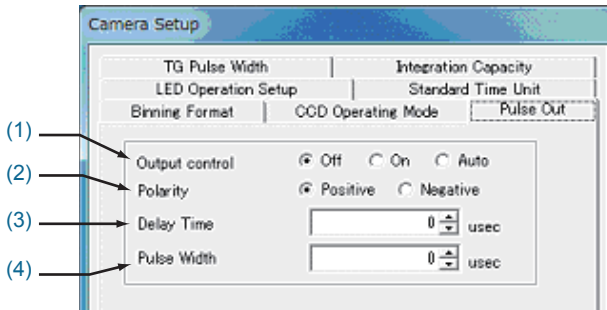 Camera Setup
TG Pulse Width Integration Capacity
LED Operation Setup Standard Time Unit
Binning Format CCD Operating Mode Pulse Out
(1) Output control Off On Auto
(2) Polarity Positive Negative
(3) Delay Time 0 usec
(4) Pulse Width 0 usec